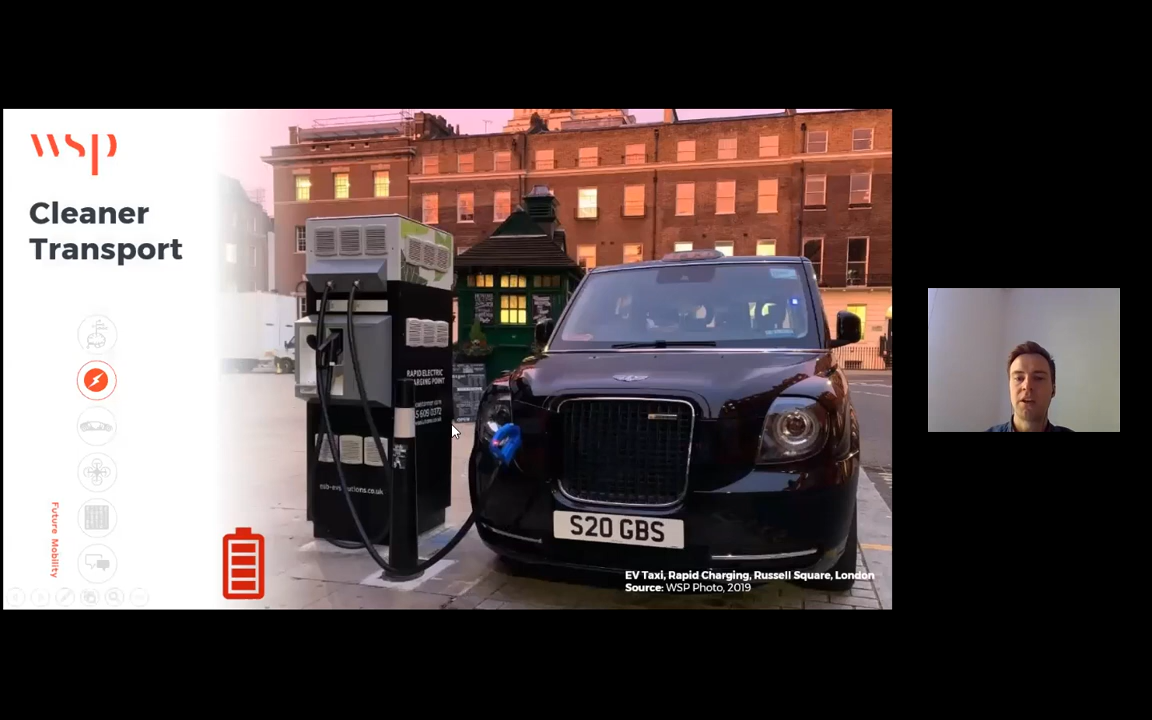 wsp
Cleaner
Transport
Future Mobility
RAPID ELECTRIC
CHARGING POINT
OPEN
S20 GBS
EV Taxi, Rapid Charging, Russell Square, London
Source: WSP Photo, 2019